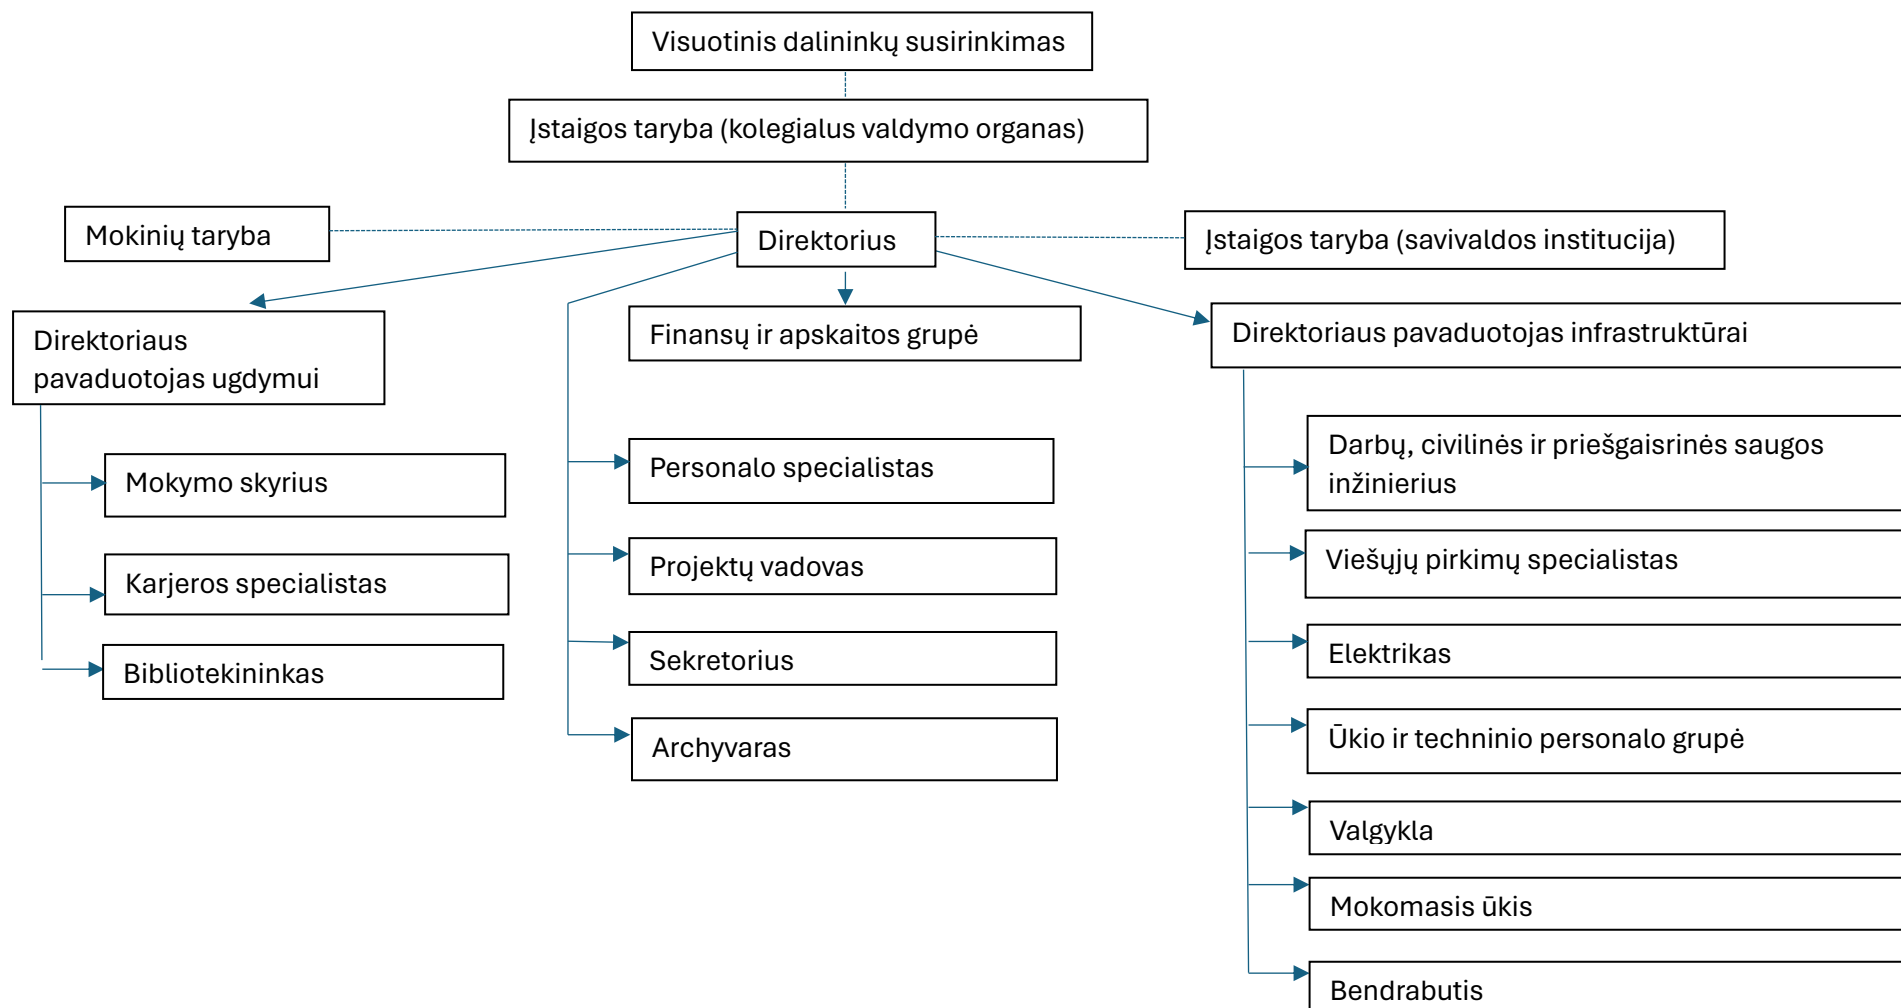 Visuotinis dalininkų susirinkimas
Įstaigos taryba (kolegialus valdymo organas)
Mokinių taryba
Direktorius
Įstaigos taryba (savivaldos institucija)
Direktoriaus
pavaduotojas ugdymui
Finansų ir apskaitos grupė
Direktoriaus pavaduotojas infrastruktūrai
Mokymo skyrius
Karjeros specialistas
Bibliotekininkas
Personalo specialistas
Projektų vadovas
Sekretorius
Archyvaras
Darbų, civilinės ir priešgaisrinės saugos
inžinierius
Viešųjų pirkimų specialistas
Elektrikas
Ūkio ir techninio personalo grupė
Valgykla
Mokomasis ūkis
Bendrabutis